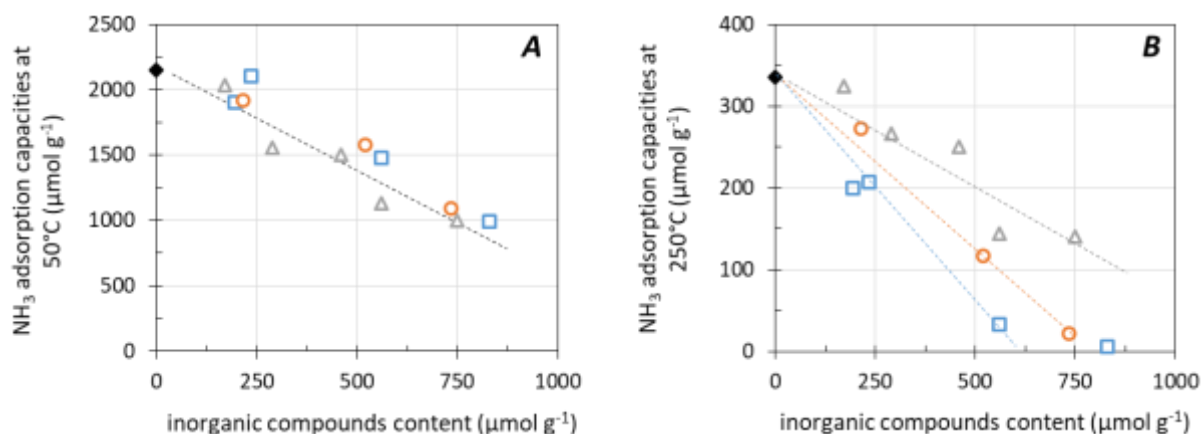 A
2500
2000
1500
1000
500
0
NH₃ adsorption capacities at
50°C (µmol g⁻¹)
0
250
500
750
1000
inorganic compounds content (µmol g⁻¹)
B
400
300
200
100
0
NH₃ adsorption capacities at
250°C (µmol g⁻¹)
0
250
500
750
1000
inorganic compounds content (µmol g⁻¹)